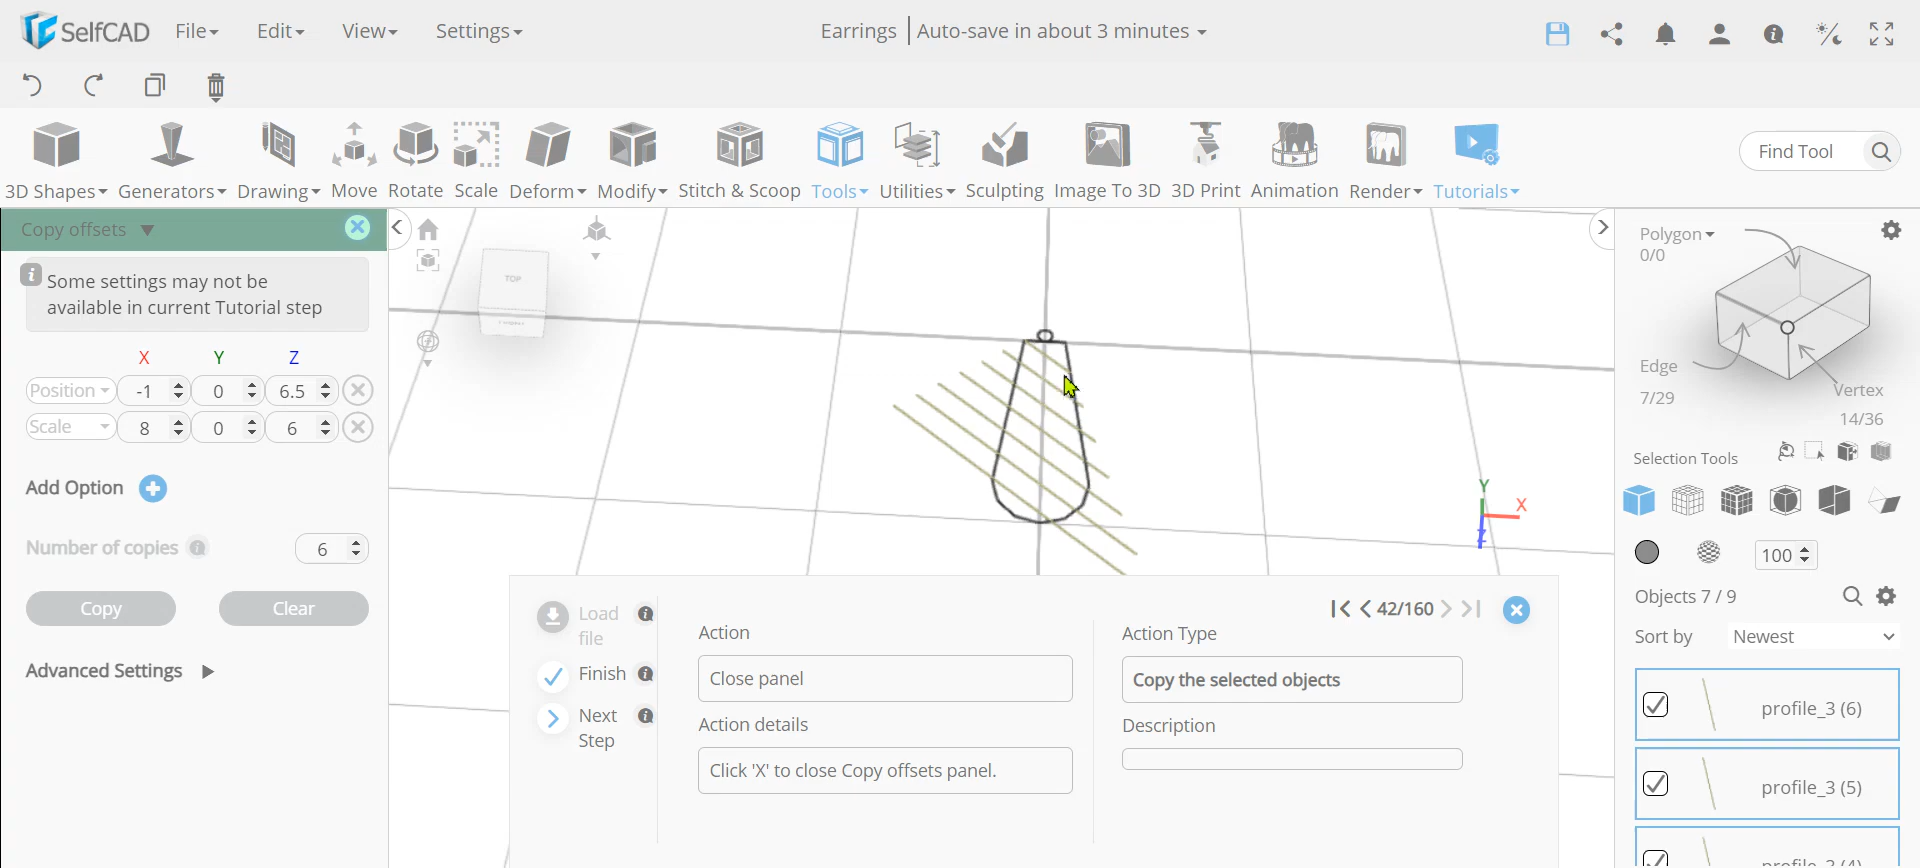 SelfCAD
File
Edit
View
Settings
Earrings
Auto-save in about 3 minutes
3D Shapes
Generators
Drawing
Move
Rotate
Scale
Deform
Modify
Stitch & Scoop
Tools
Utilities
Sculpting
Image To 3D
3D Print
Animation
Render
Tutorials
Find Tool
Copy offsets
Some settings may not be
available in current Tutorial step
X Y Z
Position -1 0 6.5
Scale 8 0 6
Add Option
Number of copies 6
Copy Clear
Advanced Settings
TOP
Y
X
Z
Load
file
Finish
Next
Step
Action
Close panel
Action details
Click 'X' to close Copy offsets panel.
42/160
Action Type
Copy the selected objects
Description
Polygon
0/0
Edge
7/29
Vertex
14/36
Selection Tools
100
Objects 7 / 9
Sort by Newest
profile_3 (6)
profile_3 (5)
profile_3 (4)